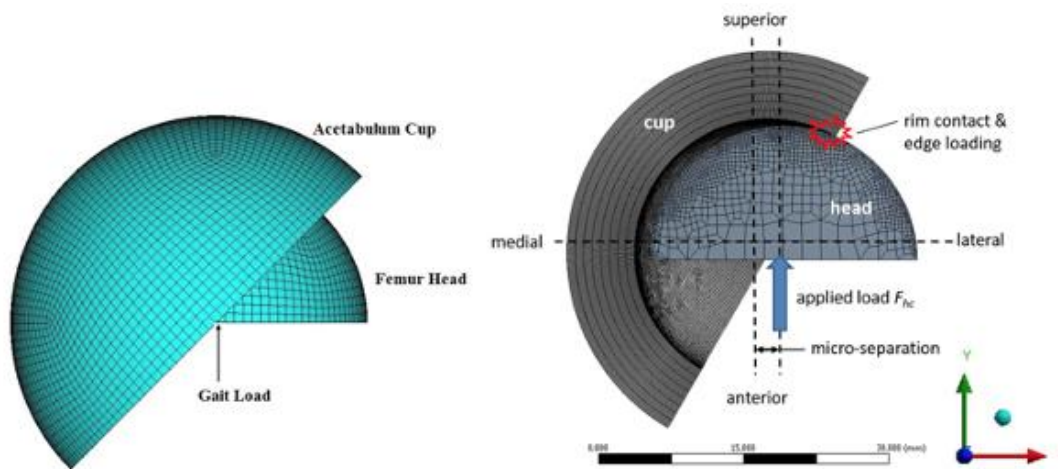 Acetabulum Cup
Femur Head
Gait Load
superior
cup
rim contact &
edge loading
head
medial
lateral
applied load Fhc
micro-separation
anterior
0.000
15.000
30.000 (mm)
Y